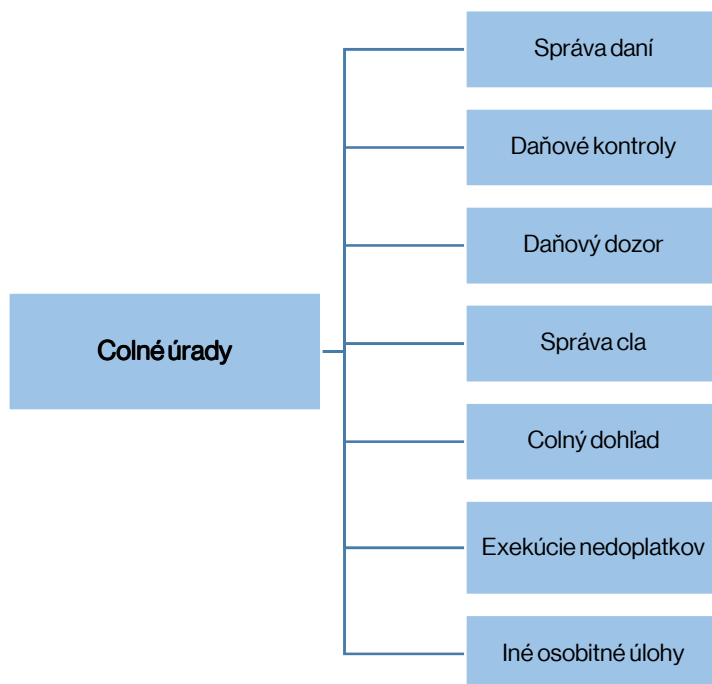 Správa daní
Daňové kontroly
Daňový dozor
Colné úrady
Správa cla
Colný dohľad
Exekúcie nedoplatkov
Iné osobitné úlohy